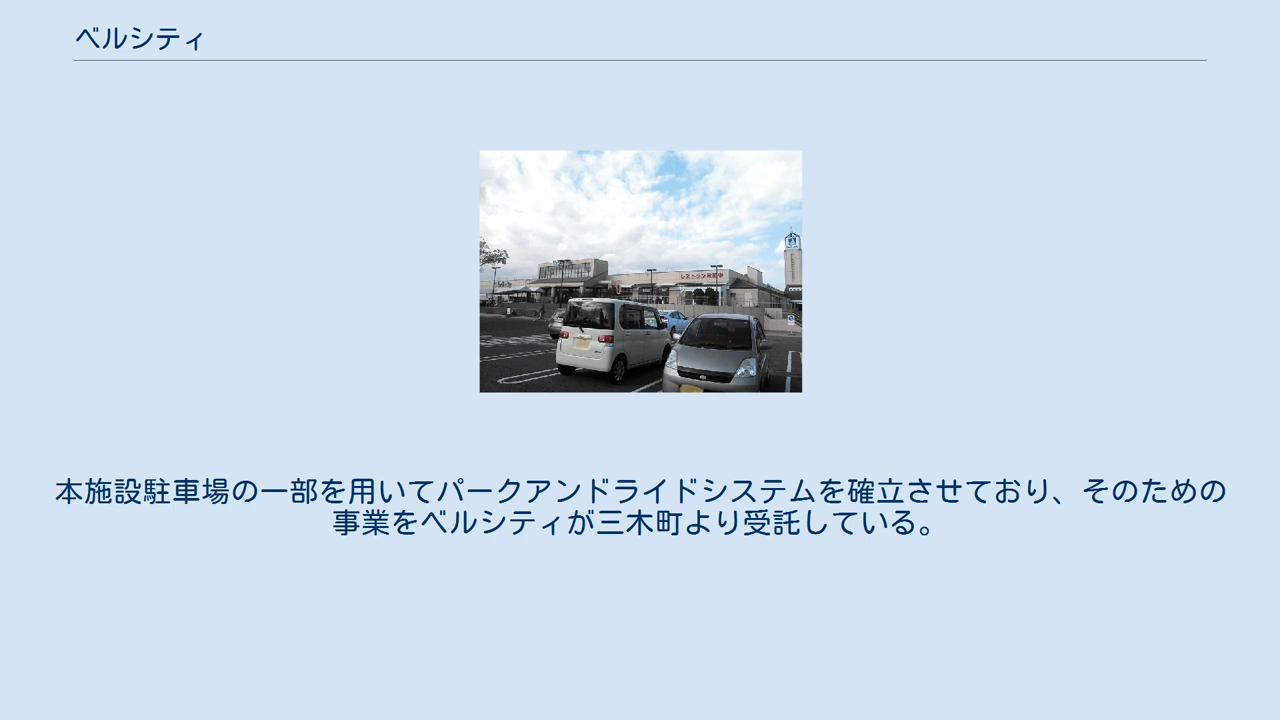 ベルシティ
本施設駐車場の一部を用いてパークアンドライドシステムを確立させており、そのための
事業をベルシティが三木町より受託している。